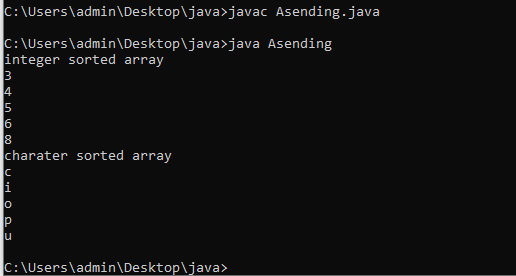 C:\Users\admin\Desktop\java>javac Asending.java
C:\Users\admin\Desktop\java>java Asending
integer sorted array
3
4
5
6
8
charater sorted array
c
i
o
p
u
C:\Users\admin\Desktop\java>